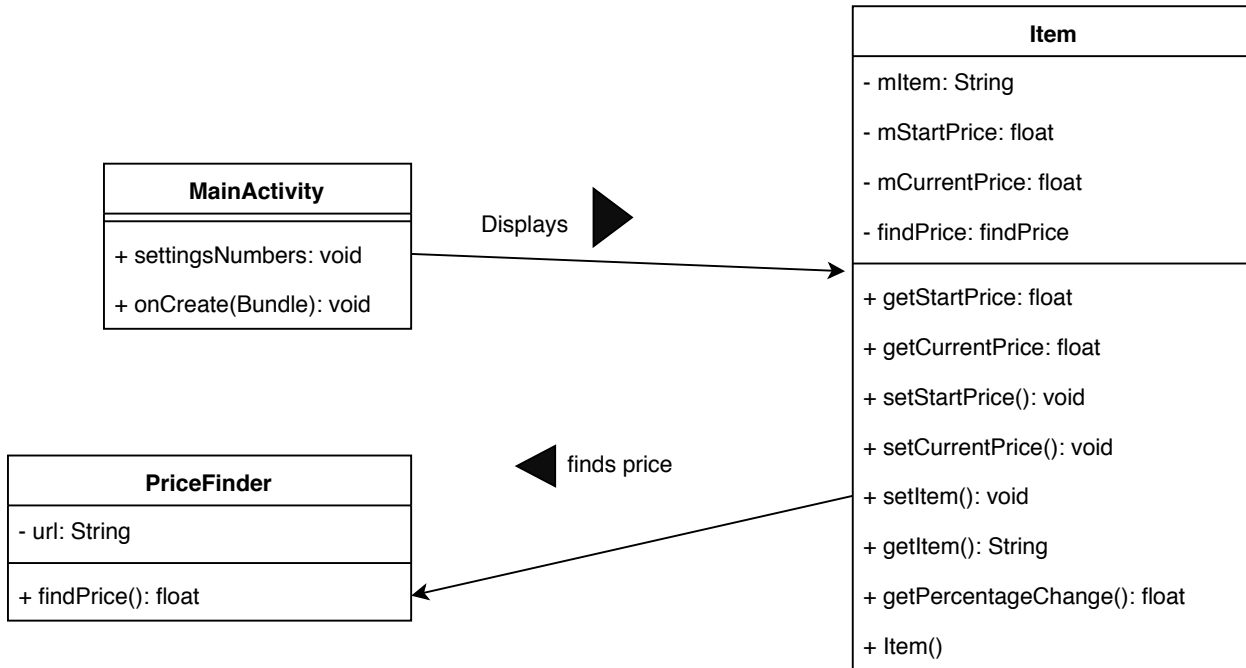 MainActivity
+ settingsNumbers: void
+ onCreate(Bundle): void
Displays
Item
- mItem: String
- mStartPrice: float
- mCurrentPrice: float
- findPrice: findPrice
+ getStartPrice: float
+ getCurrentPrice: float
+ setStartPrice(): void
+ setCurrentPrice(): void
+ setItem(): void
+ getItem(): String
+ getPercentageChange(): float
+ Item()
finds price
PriceFinder
- url: String
+ findPrice(): float